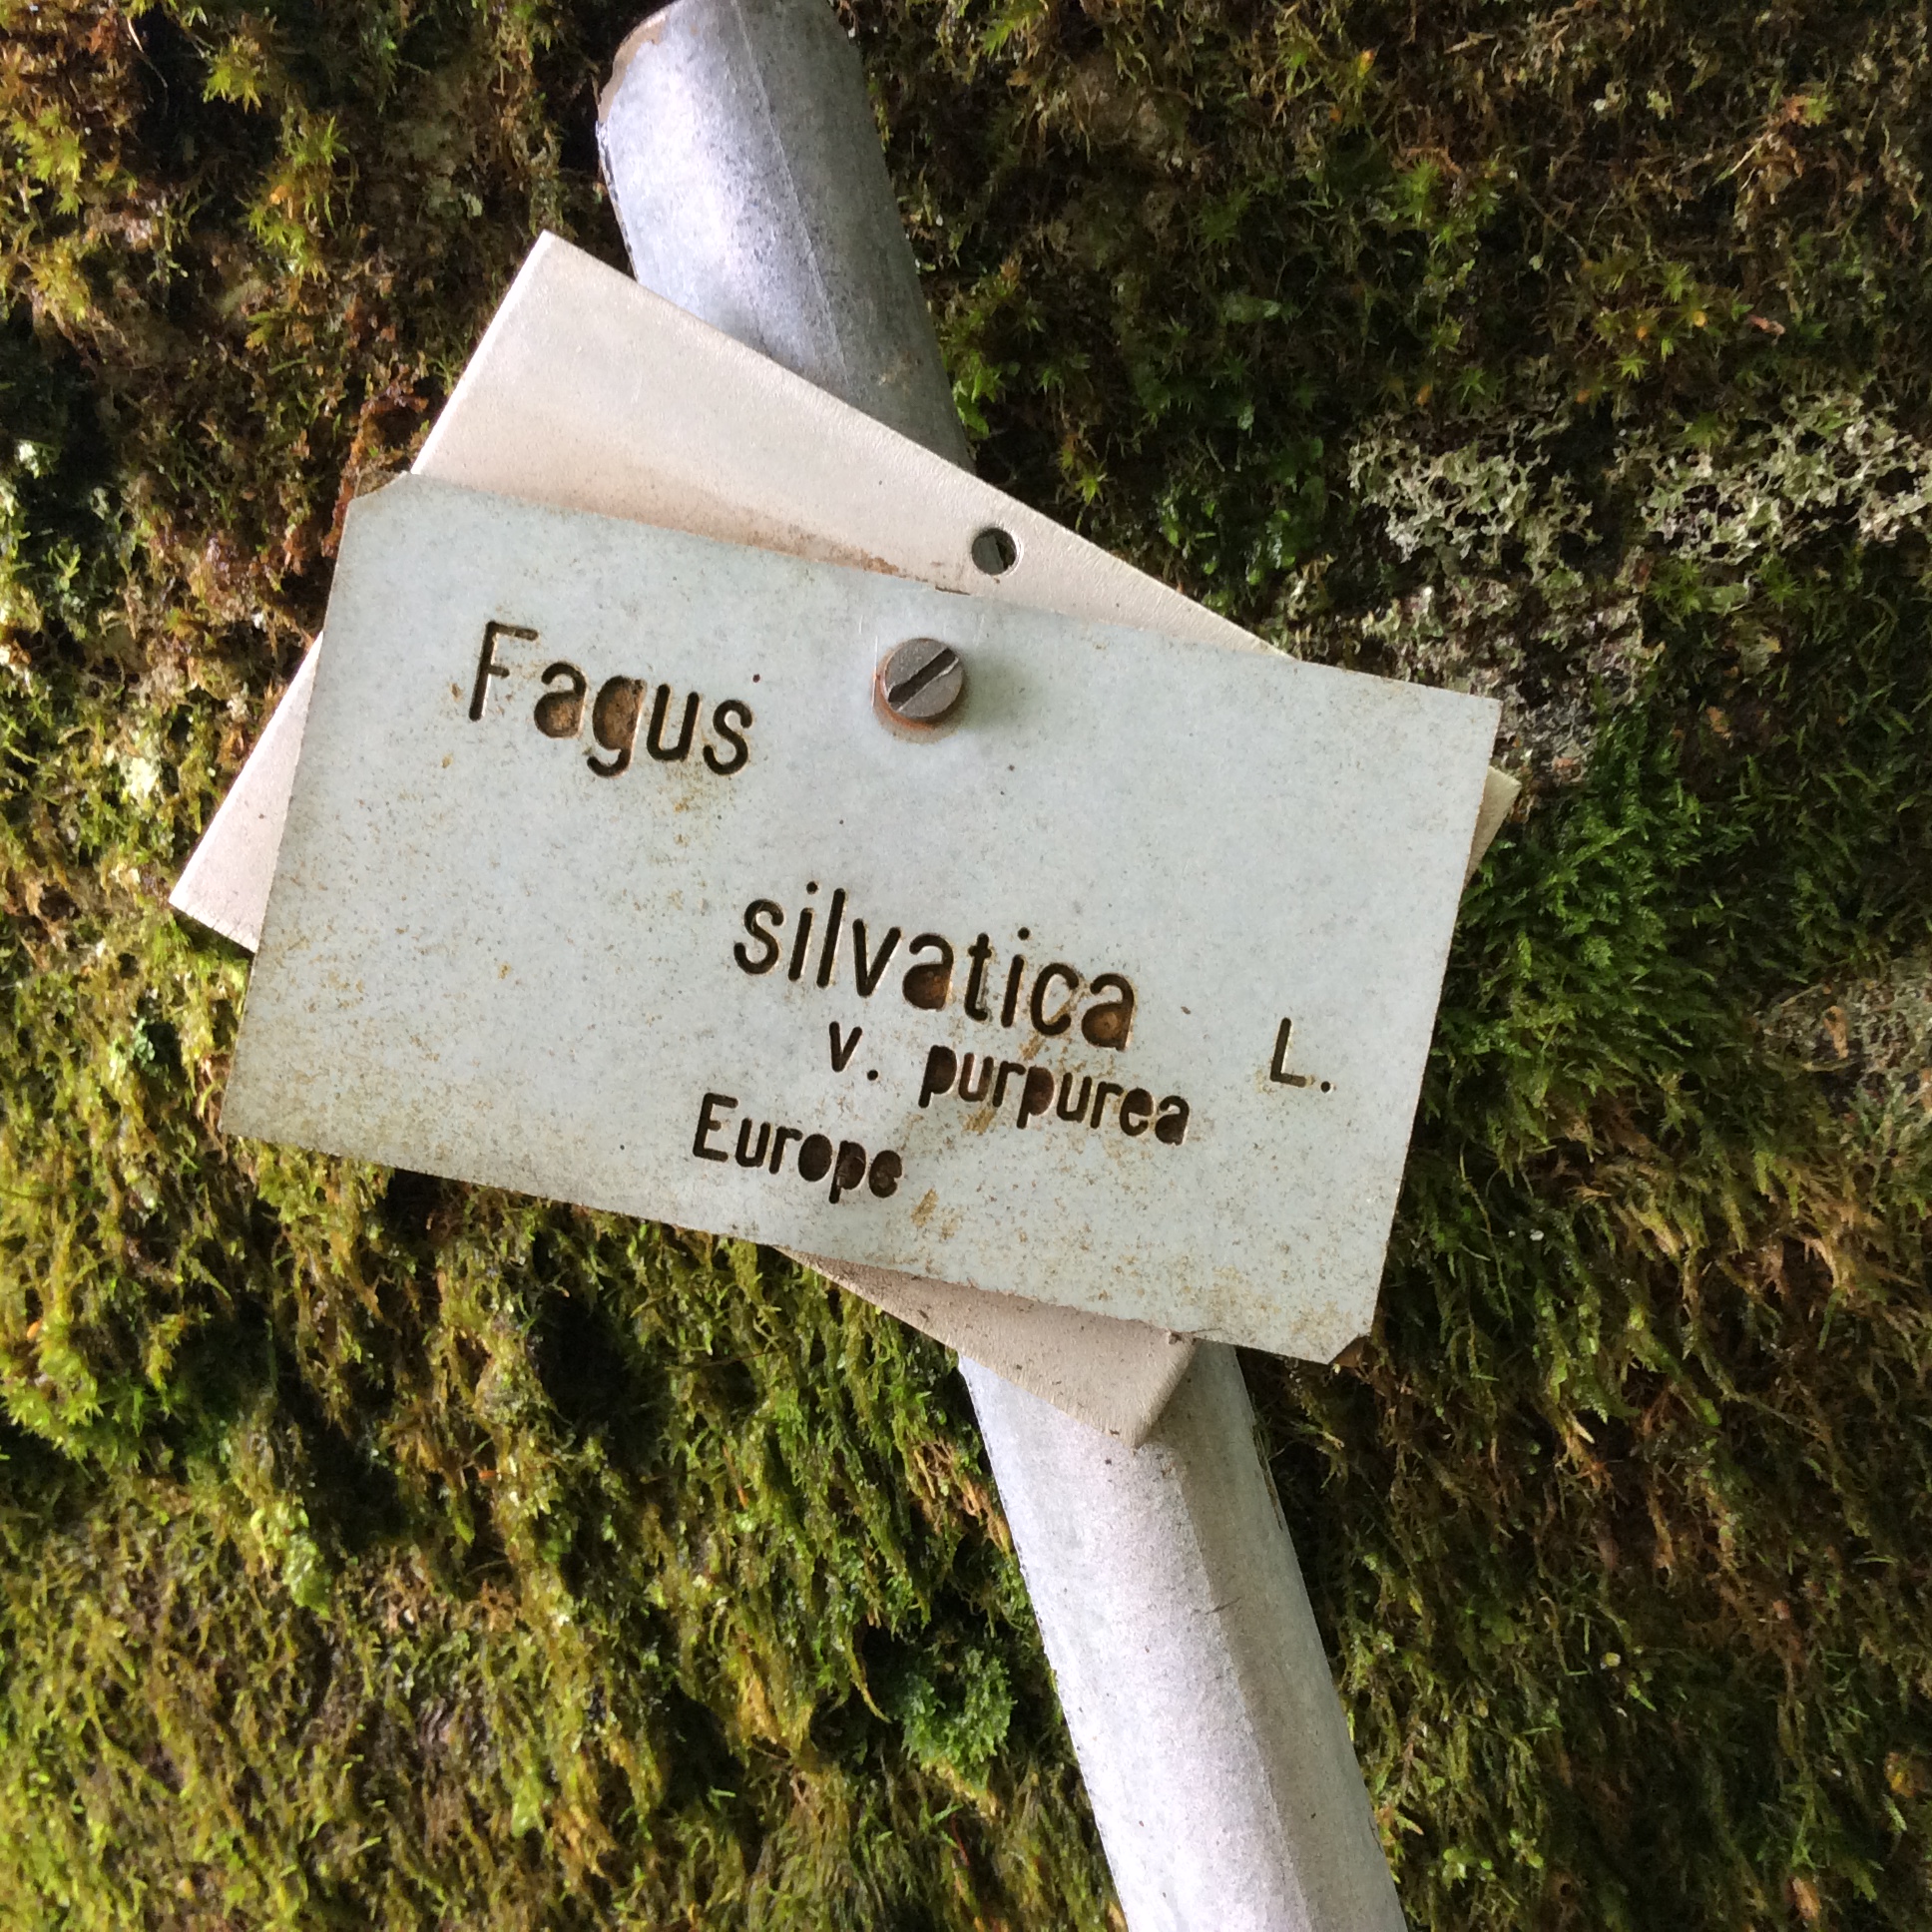 Fagus
silvatica L.
v. purpurea
Europe